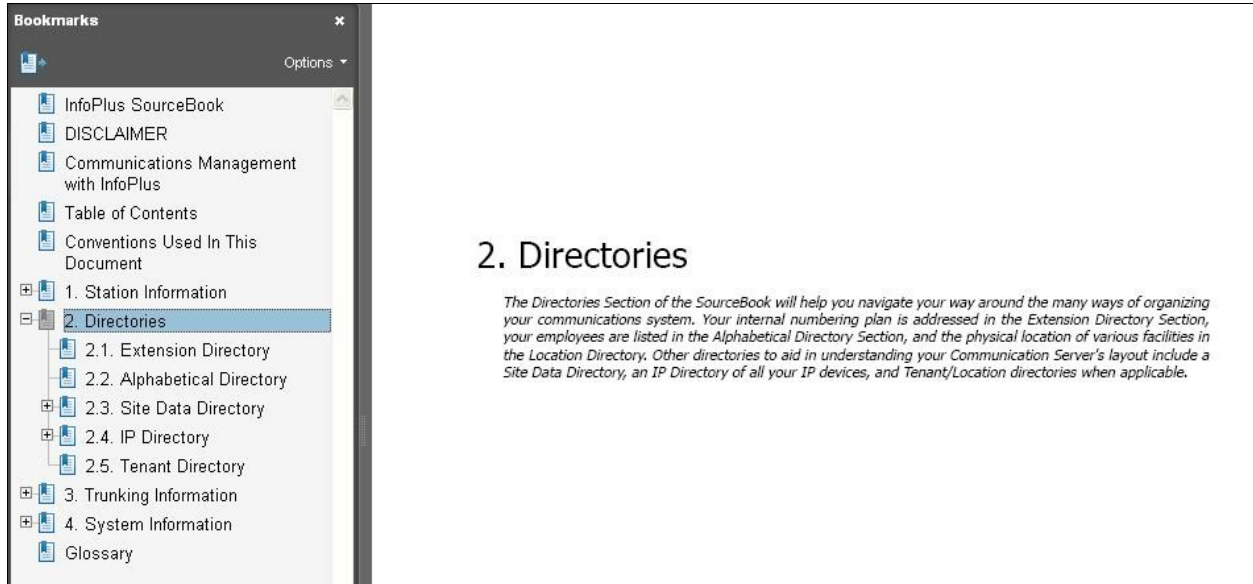 Bookmarks
Options
InfoPlus SourceBook
DISCLAIMER
Communications Management
with InfoPlus
Table of Contents
Conventions Used In This
Document
1. Station Information
2. Directories
2.1. Extension Directory
2.2. Alphabetical Directory
2.3. Site Data Directory
2.4. IP Directory
2.5. Tenant Directory
3. Trunking Information
4. System Information
Glossary
2. Directories
The Directories Section of the SourceBook will help you navigate your way around the many ways of organizing
your communications system. Your internal numbering plan is addressed in the Extension Directory Section,
your employees are listed in the Alphabetical Directory Section, and the physical location of various facilities in
the Location Directory. Other directories to aid in understanding your Communication Server's layout include a
Site Data Directory, an IP Directory of all your IP devices, and Tenant/Location directories when applicable.